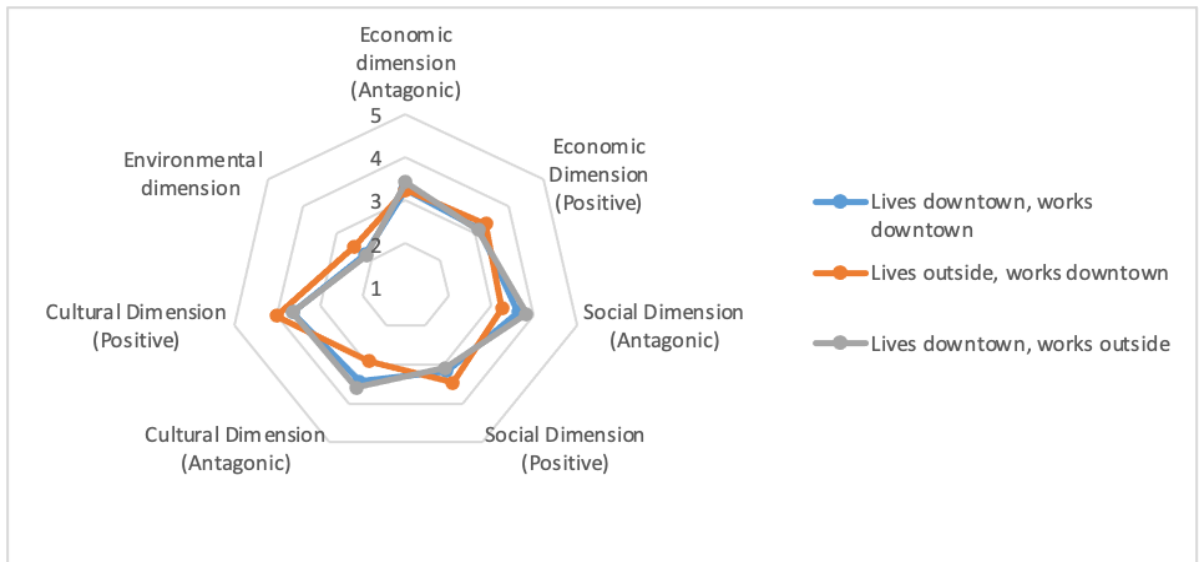 Economic
dimension
(Antagonic)
5
4
3
2
1
Economic
Dimension
(Positive)
Social Dimension
(Antagonic)
Social Dimension
(Positive)
Cultural Dimension
(Antagonic)
Cultural Dimension
(Positive)
Environmental
dimension
Lives downtown, works
downtown
Lives outside, works downtown
Lives downtown, works outside